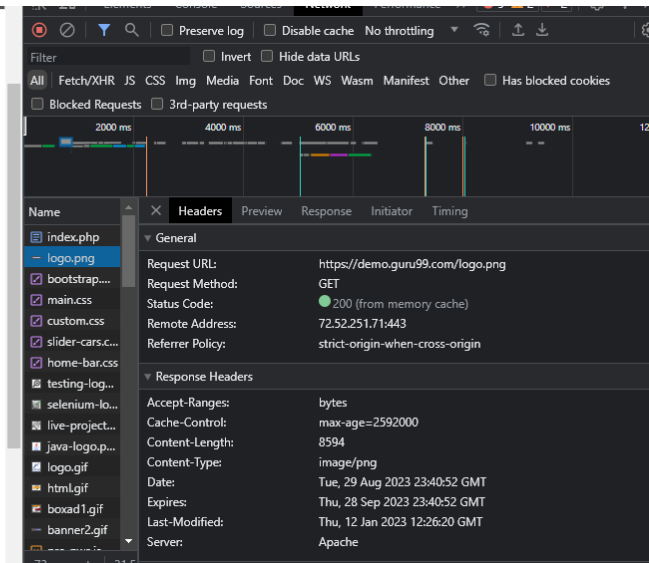 Elements Console Sources Network Performance
Preserve log Disable cache No throttling
Filter Invert Hide data URLs
All Fetch/XHR JS CSS Img Media Font Doc WS Wasm Manifest Other Has blocked cookies
Blocked Requests 3rd-party requests
2000 ms 4000 ms 6000 ms 8000 ms 10000 ms 12
Name Headers Preview Response Initiator Timing
index.php
logo.png
bootstrap....
main.css
custom.css
slider-cars.c...
home-bar.css
testing-log...
selenium-lo...
live-project...
java-logo.p...
logo.gif
html.gif
boxad1.gif
banner2.gif
General
Request URL: https://demo.guru99.com/logo.png
Request Method: GET
Status Code: 200 (from memory cache)
Remote Address: 72.52.251.71:443
Referrer Policy: strict-origin-when-cross-origin
Response Headers
Accept-Ranges: bytes
Cache-Control: max-age=2592000
Content-Length: 8594
Content-Type: image/png
Date: Tue, 29 Aug 2023 23:40:52 GMT
Expires: Thu, 28 Sep 2023 23:40:52 GMT
Last-Modified: Thu, 12 Jan 2023 12:26:20 GMT
Server: Apache